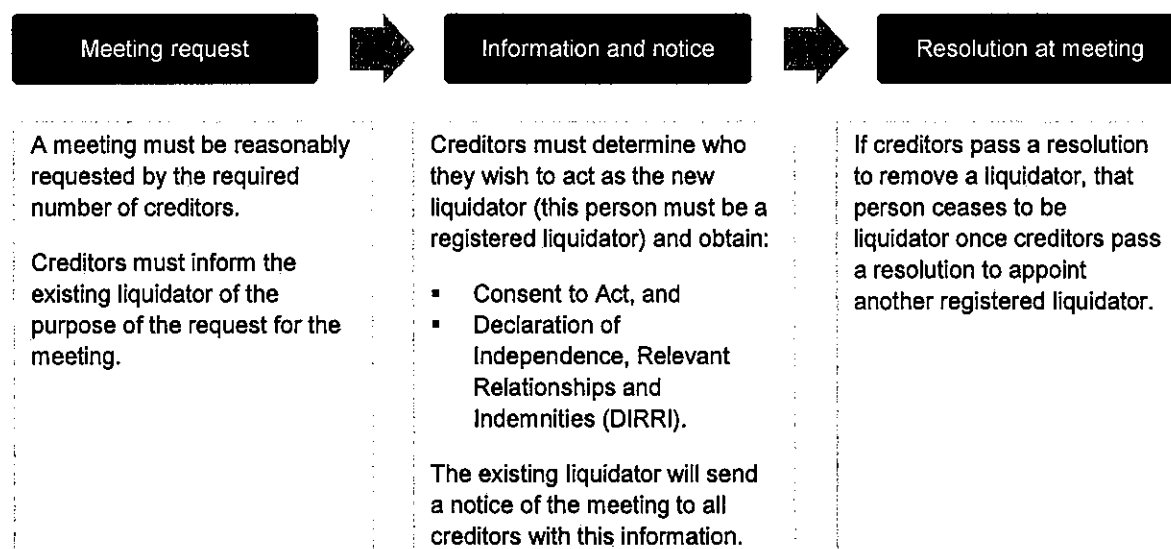 Meeting request
Information and notice
Resolution at meeting
A meeting must be reasonably
requested by the required
number of creditors.
Creditors must inform the
existing liquidator of the
purpose of the request for the
meeting.
Creditors must determine who
they wish to act as the new
liquidator (this person must be a
registered liquidator) and obtain:
▪ Consent to Act, and
▪ Declaration of
Independence, Relevant
Relationships and
Indemnities (DIRRI).
The existing liquidator will send
a notice of the meeting to all
creditors with this information.
If creditors pass a resolution
to remove a liquidator, that
person ceases to be
liquidator once creditors pass
a resolution to appoint
another registered liquidator.